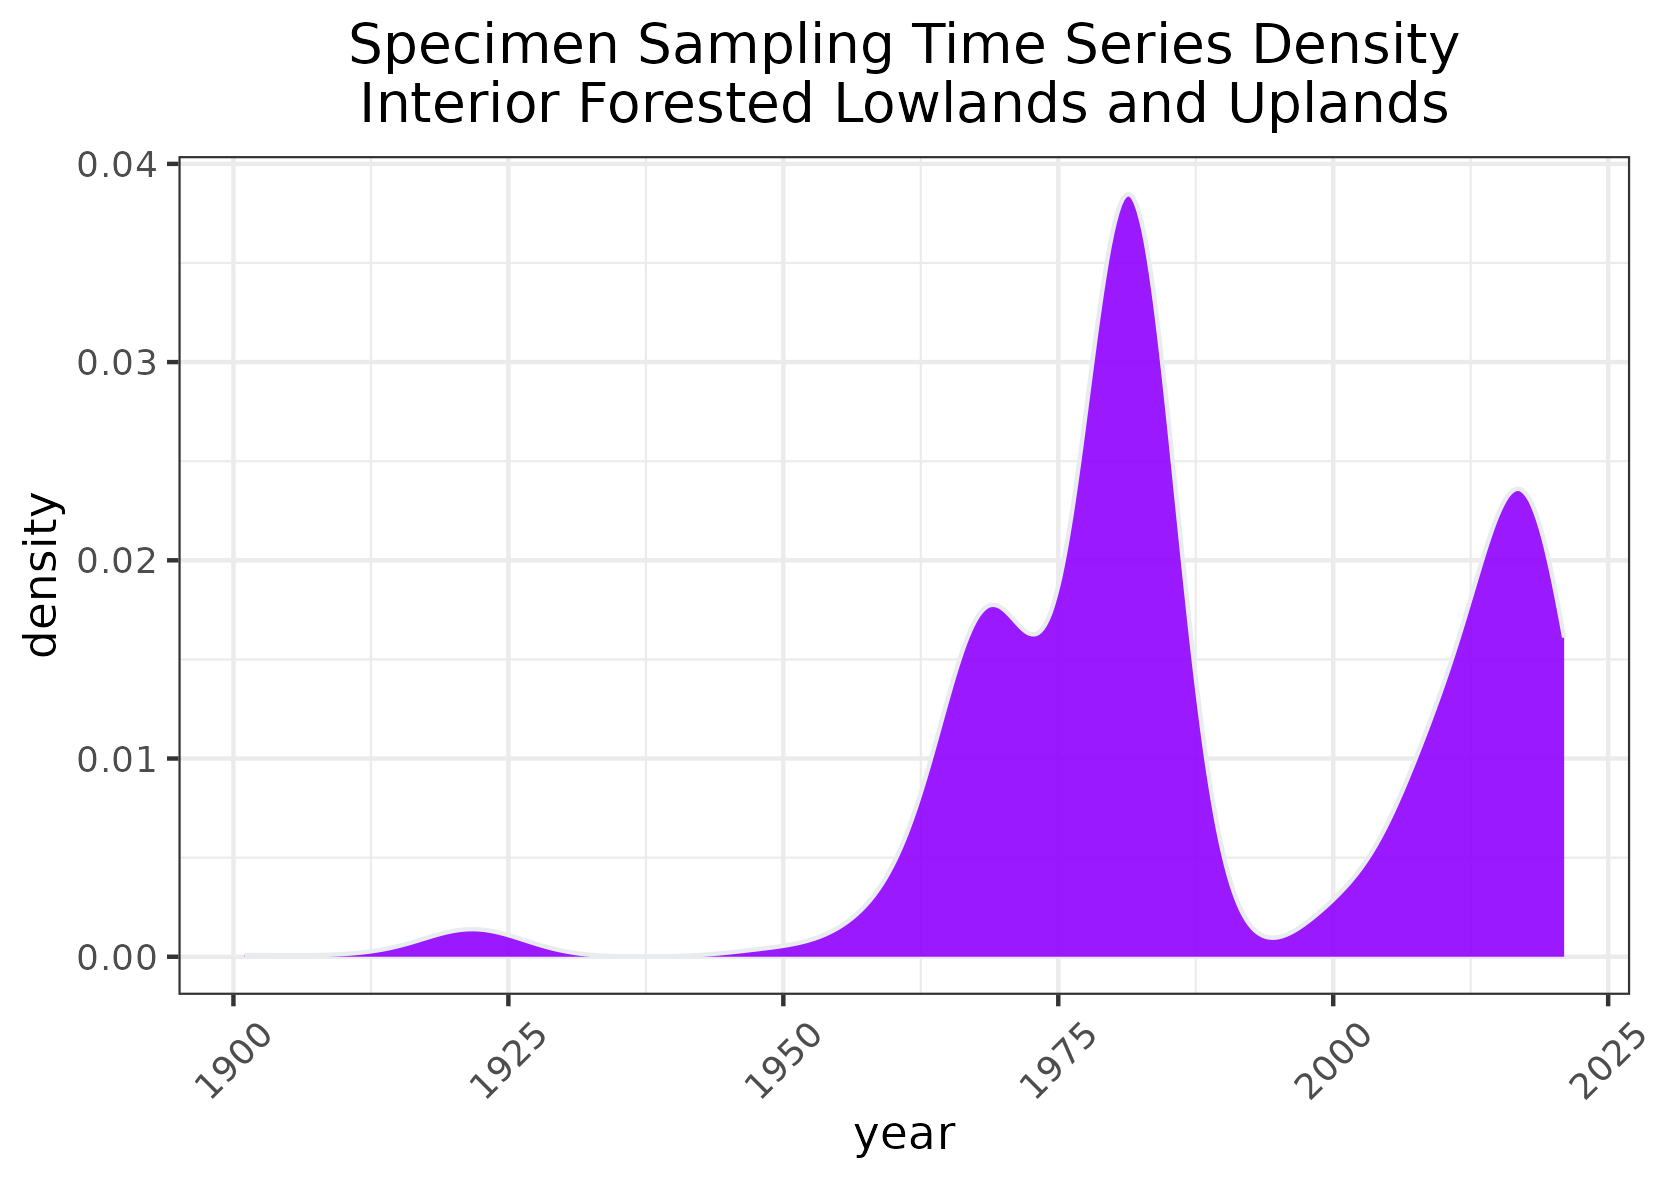 Specimen Sampling Time Series Density
Interior Forested Lowlands and Uplands
0.04
0.03
0.02
0.01
0.00
density
1900
1925
1950
1975
2000
2025
year